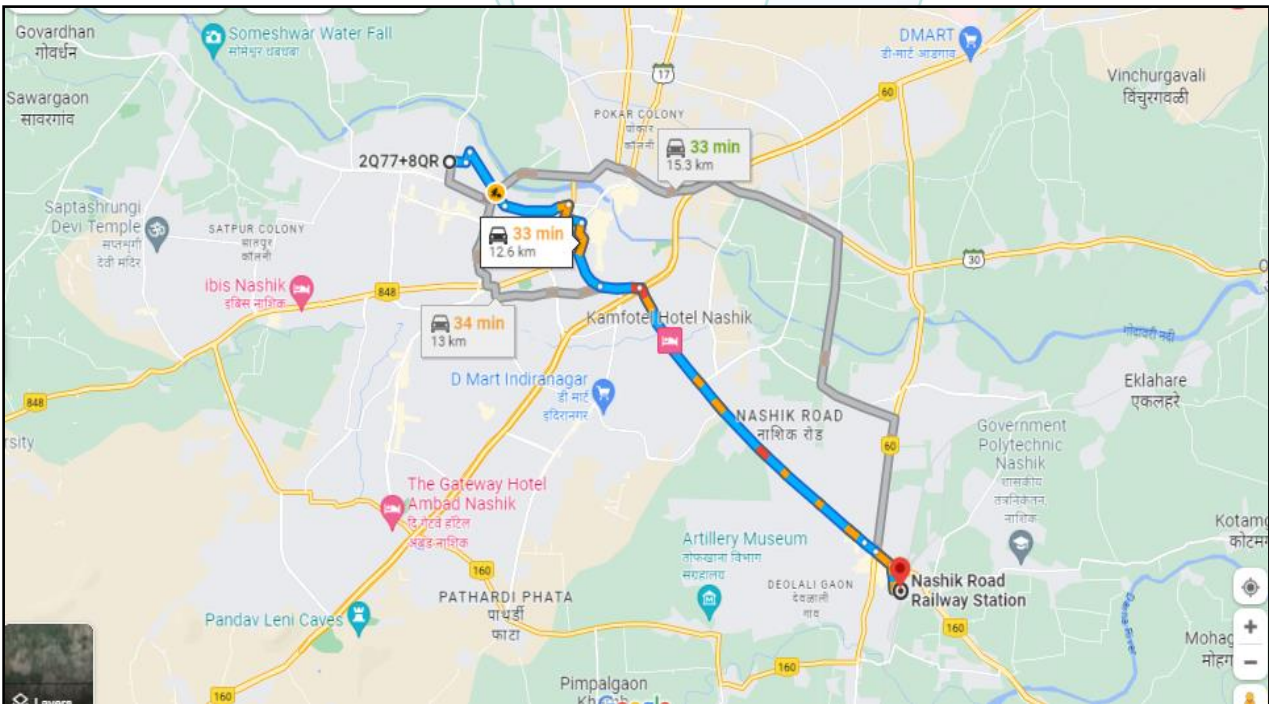 Govardhan
गोवर्धन
Someshwar Water Fall
सोमेश्वर धबधबा
DMART
डी-मार्ट आडगाव
17
60
Vinchurgavali
विंचुरगवळी
Sawargaon
सावरगांव
POKAR COLONY
पोकार
कॉलनी
33 min
15.3 km
2Q77+8QR
Saptashrungi
Devi Temple
सप्तशृंगी
देवी मंदिर
SATPUR COLONY
सातपूर
कॉलनी
33 min
12.6 km
30
ibis Nashik
इबिस नाशिक
848
34 min
13 km
Kamfotel Hotel Nashik
गोदावरी नदी
D Mart Indiranagar
डी मार्ट
इंदिरानगर
Eklahare
एकलहरे
848
rsity
NASHIK ROAD
नाशिक रोड
60
Government
Polytechnic
Nashik
शासकीय
तंत्रनिकेतन,
नाशिक
The Gateway Hotel
Ambad Nashik
दि गेटवे हॉटेल
अंबड नाशिक
Artillery Museum
तोफखाना विभाग
संग्रहालय
Kotamg
कोटमग
160
DEOLALI GAON
देवळाली
गाव
Nashik Road
Railway Station
PATHARDI PHATA
पाथर्डी
फाटा
Pandav Leni Caves
160
Darna River
Mohag
मोहग
160
160
Pimpalgaon
Layers